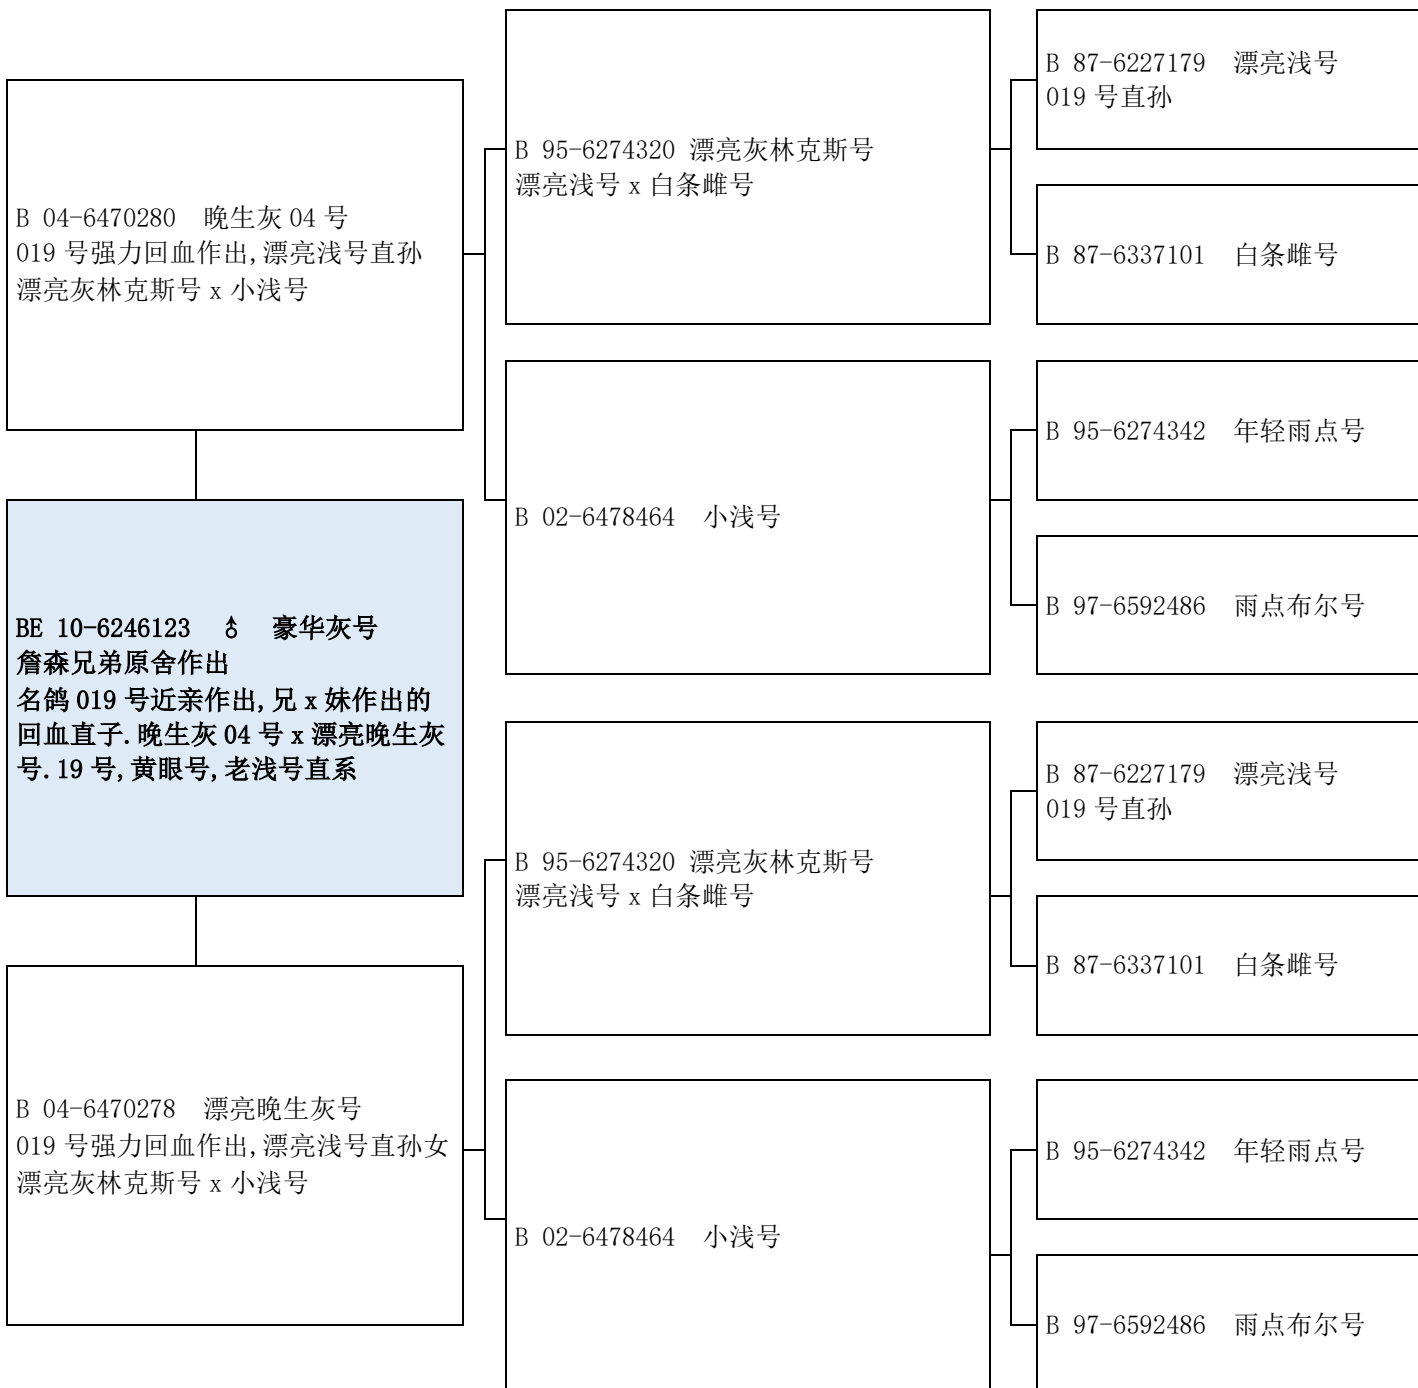 B 04-6470280 晚生灰 04 号
019 号强力回血作出,漂亮浅号直孙
漂亮灰林克斯号 x 小浅号
BE 10-6246123 ♂ 豪华灰号
詹森兄弟原舍作出
名鸽 019 号近亲作出,兄 x 妹作出的
回血直子.晚生灰 04 号 x 漂亮晚生灰
号.19 号,黄眼号,老浅号直系
B 04-6470278 漂亮晚生灰号
019 号强力回血作出,漂亮浅号直孙女
漂亮灰林克斯号 x 小浅号
B 95-6274320 漂亮灰林克斯号
漂亮浅号 x 白条雌号
B 02-6478464 小浅号
B 95-6274320 漂亮灰林克斯号
漂亮浅号 x 白条雌号
B 02-6478464 小浅号
B 87-6227179 漂亮浅号
019 号直孙
B 87-6337101 白条雌号
B 95-6274342 年轻雨点号
B 97-6592486 雨点布尔号
B 87-6227179 漂亮浅号
019 号直孙
B 87-6337101 白条雌号
B 95-6274342 年轻雨点号
B 97-6592486 雨点布尔号